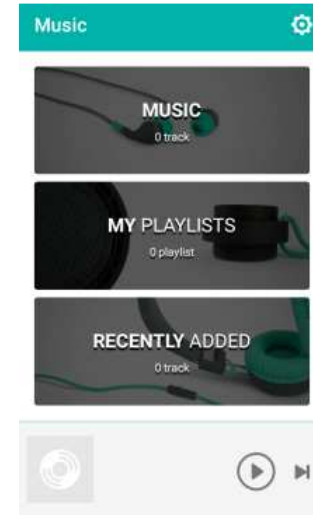 Music
MUSIC
0 track
MY PLAYLISTS
0 playlist
RECENTLY ADDED
0 track